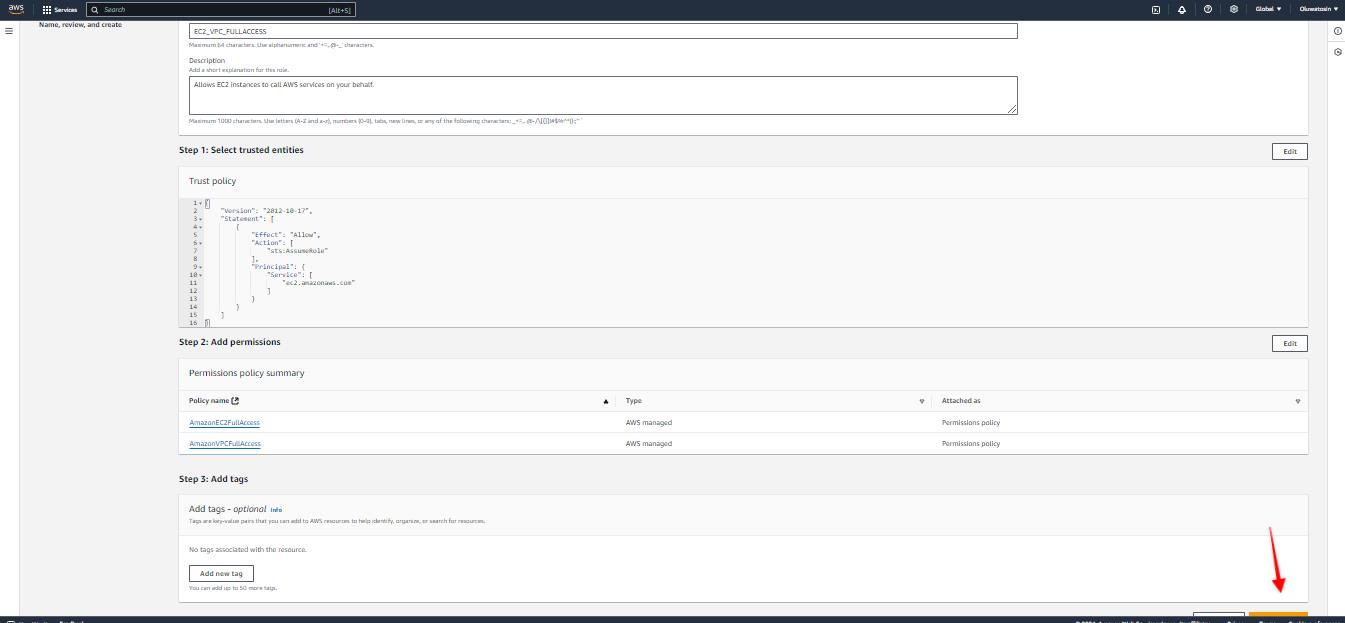 aws
Services
Search
[Alt+S]
Global
Oluwatosin
Name, review, and create
EC2_VPC_FULLACCESS
Maximum 64 characters. Use alphanumeric and '+=,.@-_' characters.
Description
Add a short explanation for this role.
Allows EC2 instances to call AWS services on your behalf.
Maximum 1000 characters. Use letters (A-Z and a-z), numbers (0-9), tabs, new lines, or any of the following characters:
Step 1: Select trusted entities
Edit
Trust policy
1 {
2 "Version": "2012-10-17",
3 "Statement": [
4 {
5 "Effect": "Allow",
6 "Action": [
7 "sts:AssumeRole"
8 ],
9 "Principal": {
10 "Service": [
11 "ec2.amazonaws.com"
12 ]
13 }
14 }
15 ]
16 }
Step 2: Add permissions
Edit
Permissions policy summary
Policy name Type Attached as
AmazonEC2FullAccess AWS managed Permissions policy
AmazonVPCFullAccess AWS managed Permissions policy
Step 3: Add tags
Add tags - optional Info
Tags are key-value pairs that you can add to AWS resources to help identify, organize, or search for resources.
No tags associated with the resource.
Add new tag
You can add up to 50 more tags.